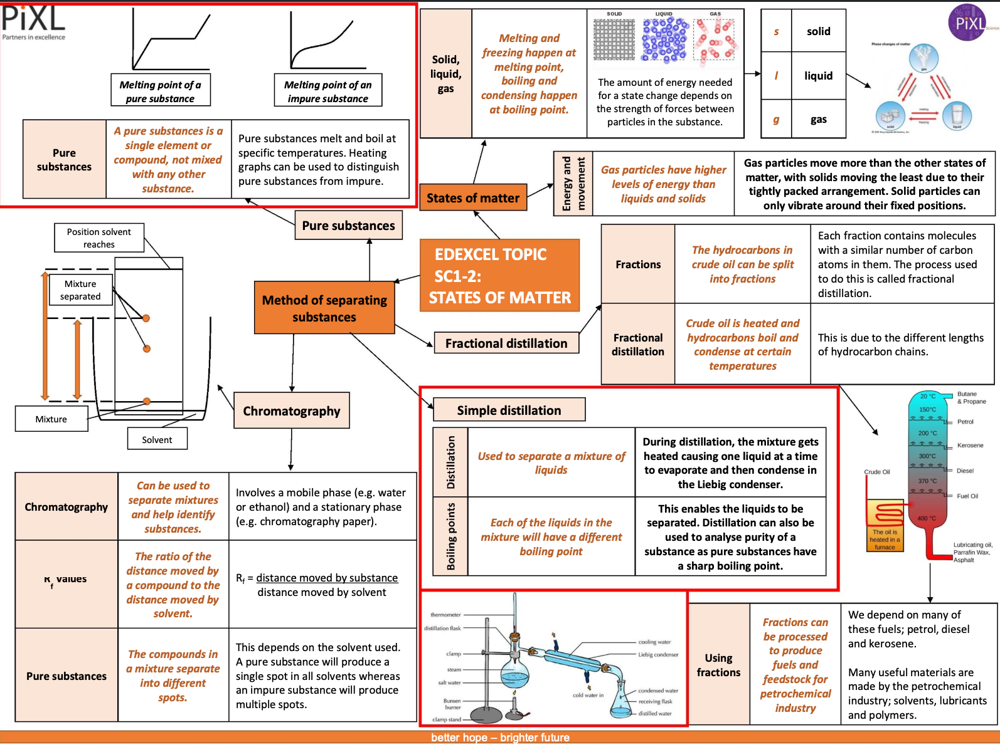 PiXL
Partners in excellence
Melting point of a
pure substance
Melting point of an
impure substance
Pure
substances
A pure substances is a
single element or
compound, not mixed
with any other
substance.
Pure substances melt and boil at
specific temperatures. Heating
graphs can be used to distinguish
pure substances from impure.
Solid,
liquid,
gas
Melting and
freezing happen at
melting point,
boiling and
condensing happen
at boiling point.
SOLID
LIQUID
GAS
The amount of energy needed
for a state change depends on
the strength of forces between
particles in the substance.
s
solid
l
liquid
g
gas
PiXL
Science
Phase changes of matter
gas
solid
liquid
melting
freezing
States of matter
Energy and
movement
Gas particles have higher
levels of energy than
liquids and solids
Gas particles move more than the other states of
matter, with solids moving the least due to their
tightly packed arrangement. Solid particles can
only vibrate around their fixed positions.
Pure substances
EDEXCEL TOPIC
SC1-2:
STATES OF MATTER
Method of separating
substances
Fractional distillation
Fractions
The hydrocarbons in
crude oil can be split
into fractions
Each fraction contains molecules
with a similar number of carbon
atoms in them. The process used
to do this is called fractional
distillation.
Fractional
distillation
Crude oil is heated and
hydrocarbons boil and
condense at certain
temperatures
This is due to the different lengths
of hydrocarbon chains.
Position solvent
reaches
Mixture
separated
Mixture
Solvent
Chromatography
Simple distillation
Distillation
Used to separate a mixture of
liquids
During distillation, the mixture gets
heated causing one liquid at a time
to evaporate and then condense in
the Liebig condenser.
Boiling points
Each of the liquids in the
mixture will have a different
boiling point
This enables the liquids to be
separated. Distillation can also be
used to analyse purity of a
substance as pure substances have
a sharp boiling point.
20 °C
Butane
& Propane
150°C
Petrol
200 °C
Kerosene
300°C
Diesel
370 °C
Fuel Oil
400 °C
Crude Oil
The oil is
heated in a
furnace
Lubricating oil,
Parrafin Wax,
Asphalt
Chromatography
Can be used to
separate mixtures
and help identify
substances.
Involves a mobile phase (e.g. water
or ethanol) and a stationary phase
(e.g. chromatography paper).
Rf values
The ratio of the
distance moved by
a compound to the
distance moved by
solvent.
Rf = distance moved by substance
distance moved by solvent
Pure substances
The compounds in
a mixture separate
into different
spots.
This depends on the solvent used.
A pure substance will produce a
single spot in all solvents whereas
an impure substance will produce
multiple spots.
thermometer
distillation flask
clamp
steam
salt water
Bunsen
burner
clamp stand
cooling water
Liebig condenser
cold water in
condensed water
receiving flask
distilled water
Using
fractions
Fractions can
be processed
to produce
fuels and
feedstock for
petrochemical
industry
We depend on many of
these fuels; petrol, diesel
and kerosene.
Many useful materials are
made by the petrochemical
industry; solvents, lubricants
and polymers.
better hope – brighter future